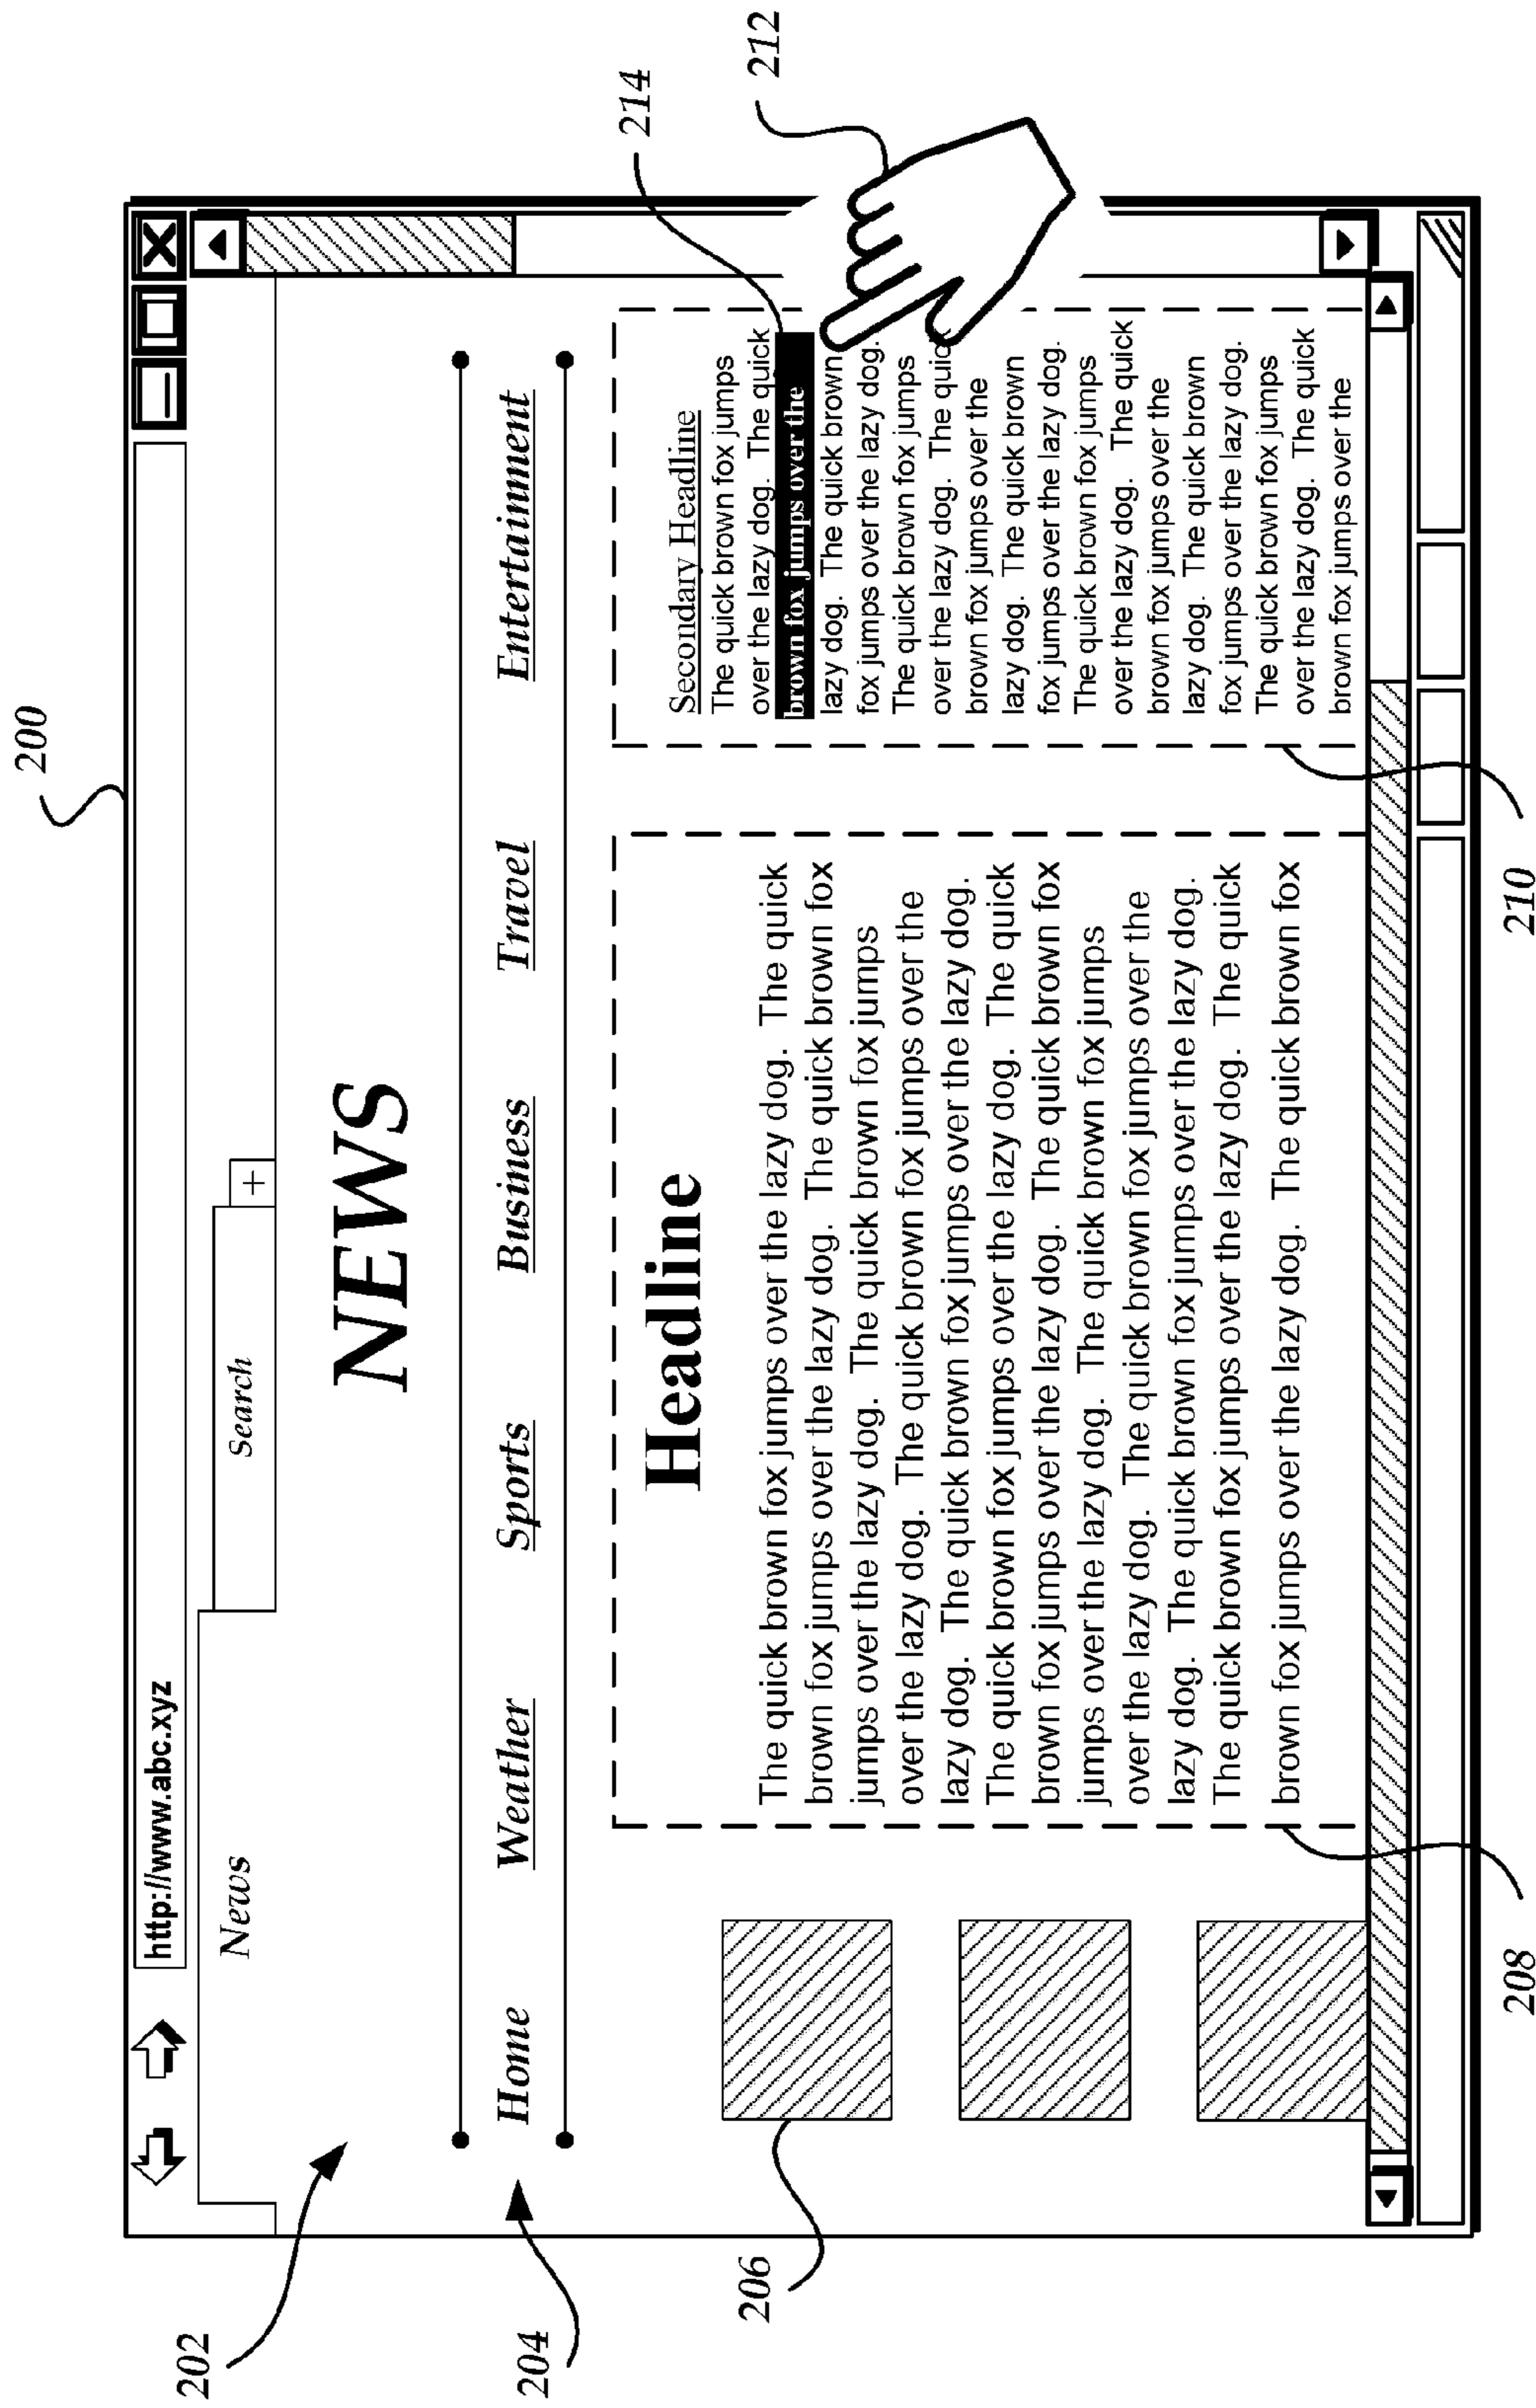 200
http://www.abc.xyz
News
Search
+
202
NEWS
204
Home Weather Sports Business Travel Entertainment
206
Headline
The quick brown fox jumps over the lazy dog. The quick
brown fox jumps over the lazy dog. The quick brown fox
jumps over the lazy dog. The quick brown fox jumps
over the lazy dog. The quick brown fox jumps over the
lazy dog. The quick brown fox jumps over the lazy dog.
The quick brown fox jumps over the lazy dog. The quick
brown fox jumps over the lazy dog. The quick brown fox
jumps over the lazy dog. The quick brown fox jumps
over the lazy dog. The quick brown fox jumps over the
lazy dog. The quick brown fox jumps over the lazy dog.
The quick brown fox jumps over the lazy dog. The quick
brown fox jumps over the lazy dog. The quick brown fox
Secondary Headline
The quick brown fox jumps
over the lazy dog. The quick
brown fox jumps over the
lazy dog. The quick brown
fox jumps over the lazy dog.
The quick brown fox jumps
over the lazy dog. The quick
brown fox jumps over the
lazy dog. The quick brown
fox jumps over the lazy dog.
The quick brown fox jumps
over the lazy dog. The quick
brown fox jumps over the
lazy dog. The quick brown
fox jumps over the lazy dog.
The quick brown fox jumps
over the lazy dog. The quick
brown fox jumps over the
214
212
208
210